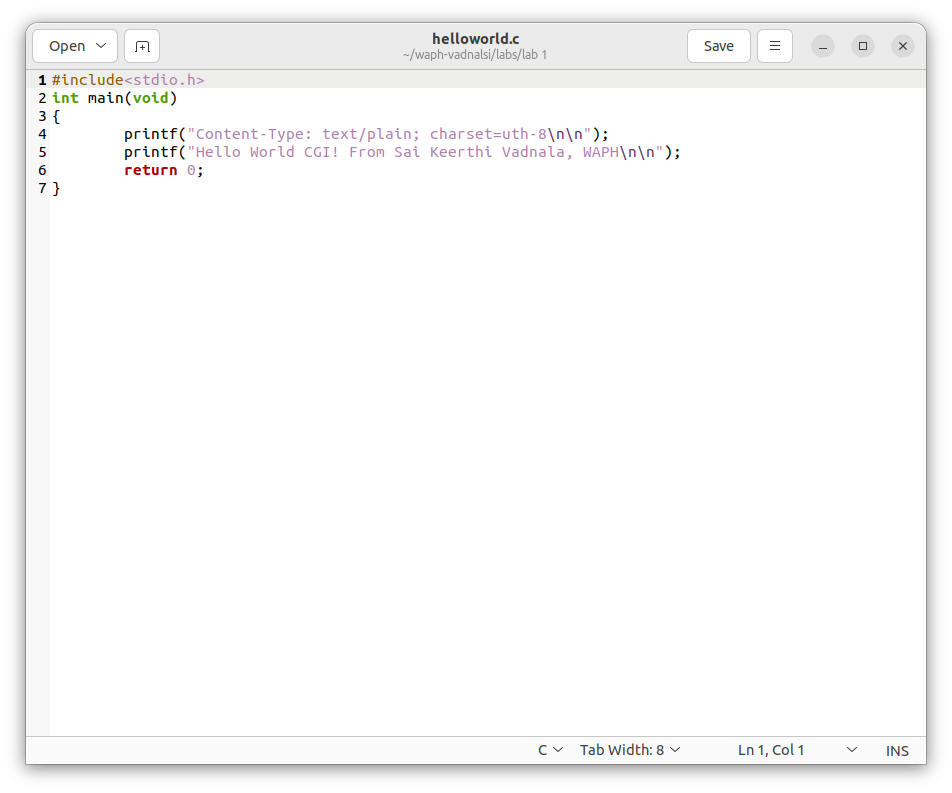 Open
helloworld.c
~/waph-vadnalsi/labs/lab 1
Save
1 #include<stdio.h>
2 int main(void)
3 {
4 printf("Content-Type: text/plain; charset=uth-8\n\n");
5 printf("Hello World CGI! From Sai Keerthi Vadnala, WAPH\n\n");
6 return 0;
7 }
C Tab Width: 8 Ln 1, Col 1 INS